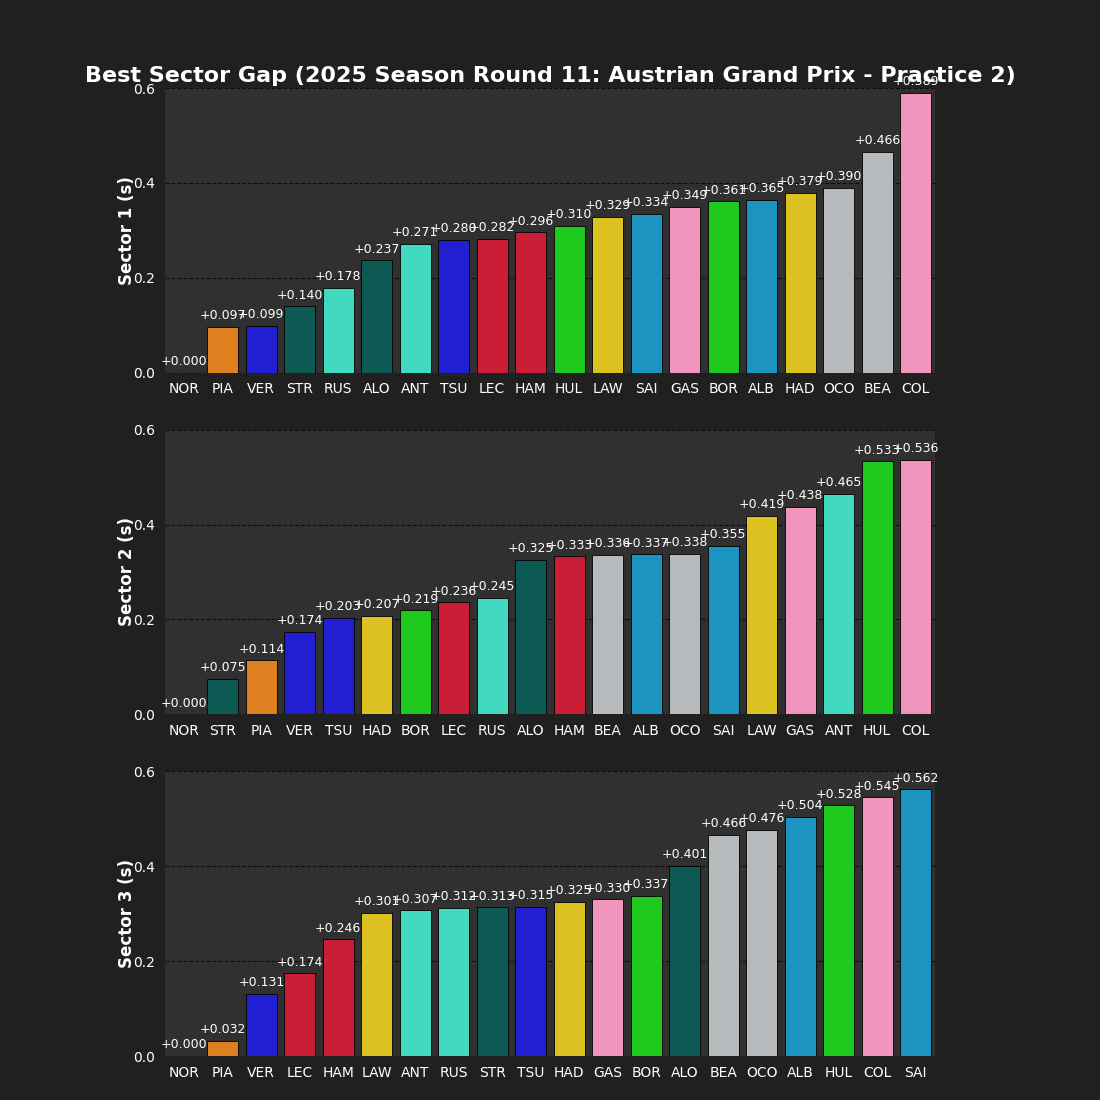 Best Sector Gap (2025 Season Round 11: Austrian Grand Prix - Practice 2)
Sector 1 (s)
0.6
0.4
0.2
0.0
+0.000 +0.097 +0.099 +0.140 +0.178 +0.237 +0.271 +0.280 +0.282 +0.296 +0.310 +0.329 +0.334 +0.349 +0.361 +0.365 +0.379 +0.390 +0.466 +0.589
NOR PIA VER STR RUS ALO ANT TSU LEC HAM HUL LAW SAI GAS BOR ALB HAD OCO BEA COL
Sector 2 (s)
0.6
0.4
0.2
0.0
+0.000 +0.075 +0.114 +0.174 +0.203 +0.207 +0.219 +0.236 +0.245 +0.325 +0.333 +0.336 +0.337 +0.338 +0.355 +0.419 +0.438 +0.465 +0.533 +0.536
NOR STR PIA VER TSU HAD BOR LEC RUS ALO HAM BEA ALB OCO SAI LAW GAS ANT HUL COL
Sector 3 (s)
0.6
0.4
0.2
0.0
+0.000 +0.032 +0.131 +0.174 +0.246 +0.301 +0.307 +0.312 +0.313 +0.315 +0.325 +0.330 +0.337 +0.401 +0.466 +0.476 +0.504 +0.528 +0.545 +0.562
NOR PIA VER LEC HAM LAW ANT RUS STR TSU HAD GAS BOR ALO BEA OCO ALB HUL COL SAI